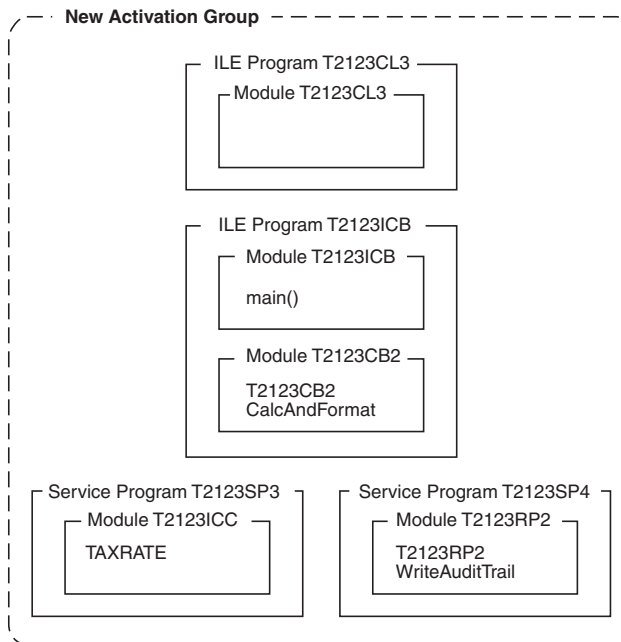 New Activation Group
ILE Program T2123CL3
Module T2123CL3
ILE Program T2123ICB
Module T2123ICB
main()
Module T2123CB2
T2123CB2
CalcAndFormat
Service Program T2123SP3
Module T2123ICC
TAXRATE
Service Program T2123SP4
Module T2123RP2
T2123RP2
WriteAuditTrail